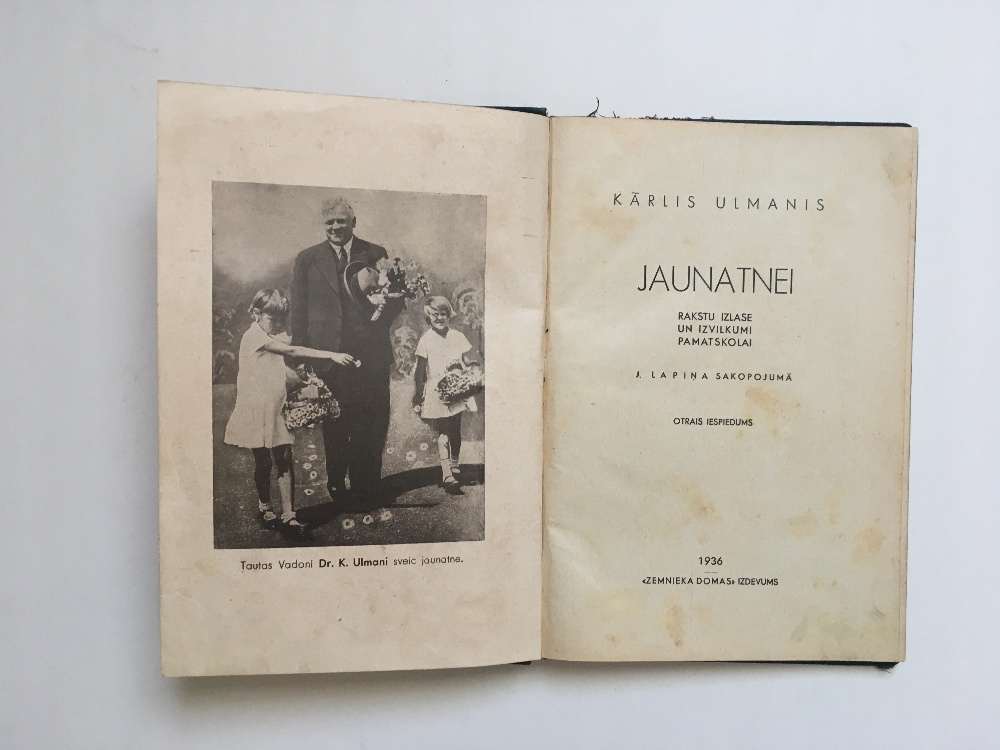 Tautas Vadoni Dr. K. Ulmani sveic jaunatne.
KĀRLIS ULMANIS
JAUNATNEI
RAKSTU IZLASE
UN IZVILKUMI
PAMATSKOLAI
J. LAPIŅA SAKOPOJUMĀ
OTRAIS IESPIEDUMS
1936
«ZEMNIEKA DOMAS» IZDEVUMS